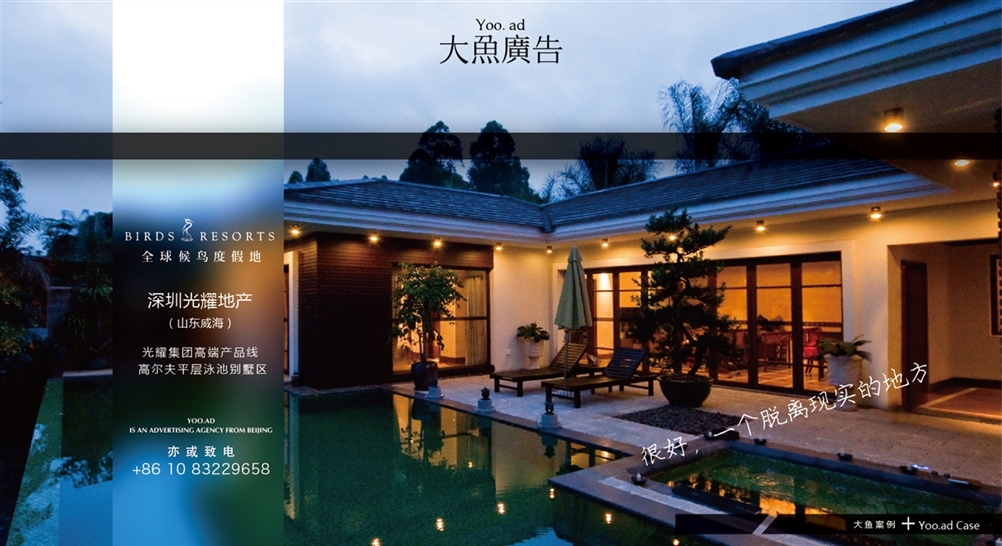 Yoo. ad
大魚廣告
BIRDS RESORTS
全球候鸟度假地
深圳光耀地产
（山东威海）
光耀集团高端产品线
高尔夫平层泳池别墅区
YOO.AD
IS AN ADVERTISING AGENCY FROM BEIJING
亦或致电
+86 10 83229658
很好，一个脱离现实的地方
大鱼案例 + Yoo.ad Case